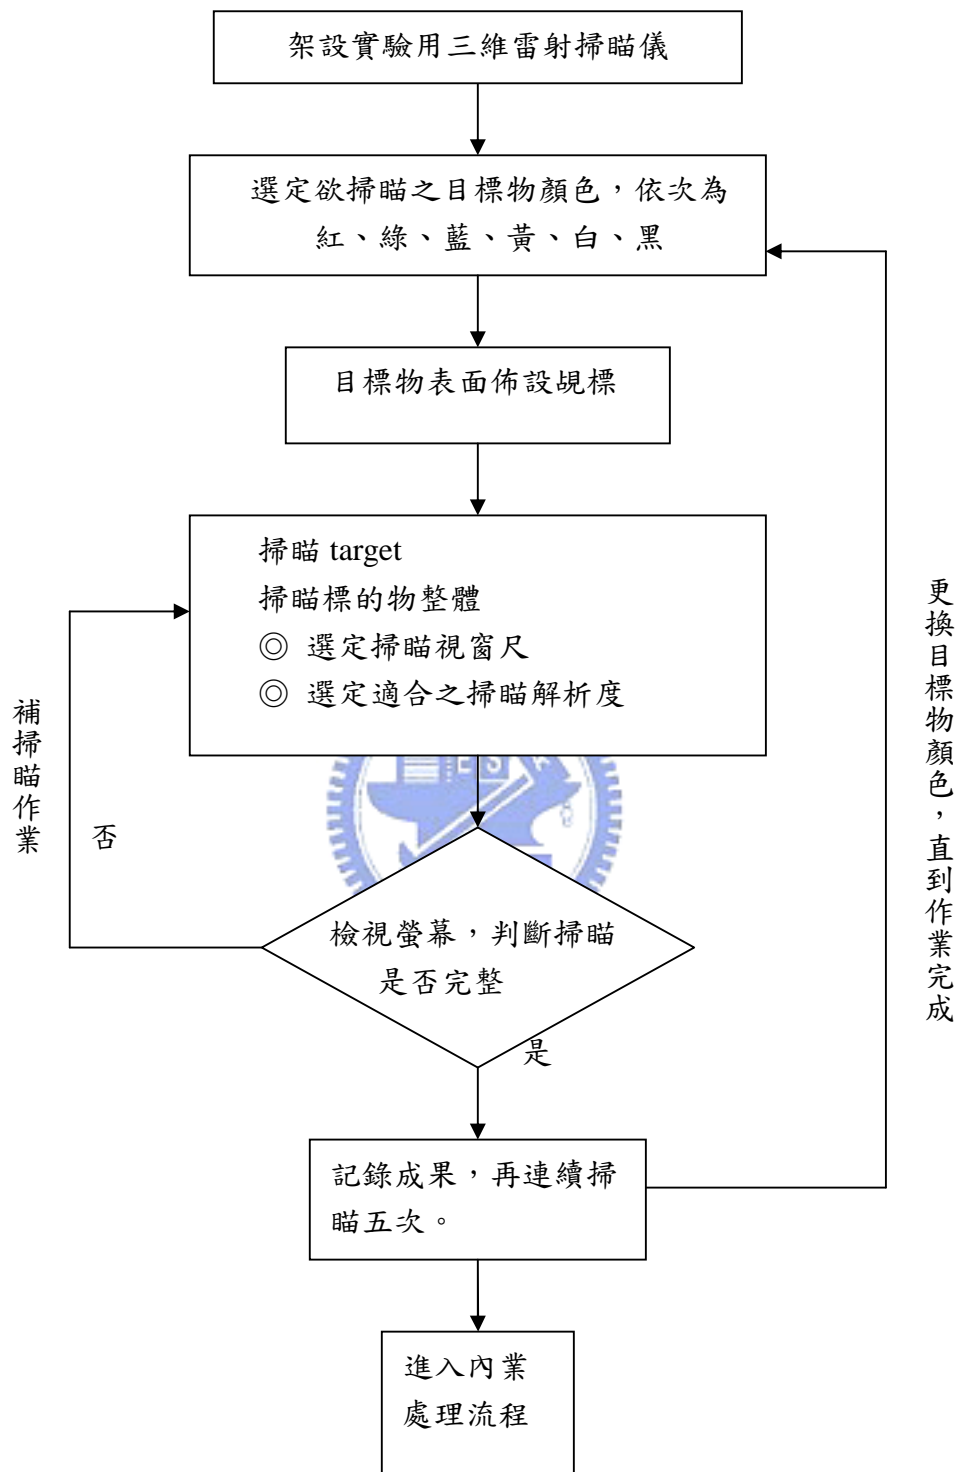 架設實驗用三維雷射掃瞄儀
選定欲掃瞄之目標物顏色，依次為
紅、綠、藍、黃、白、黑
目標物表面佈設覘標
掃瞄 target
掃瞄標的物整體
◎ 選定掃瞄視窗尺
◎ 選定適合之掃瞄解析度
補掃瞄作業
否
更換目標物顏色，直到作業完成
檢視螢幕，判斷掃瞄
是否完整
是
記錄成果，再連續掃
瞄五次。
進入內業
處理流程